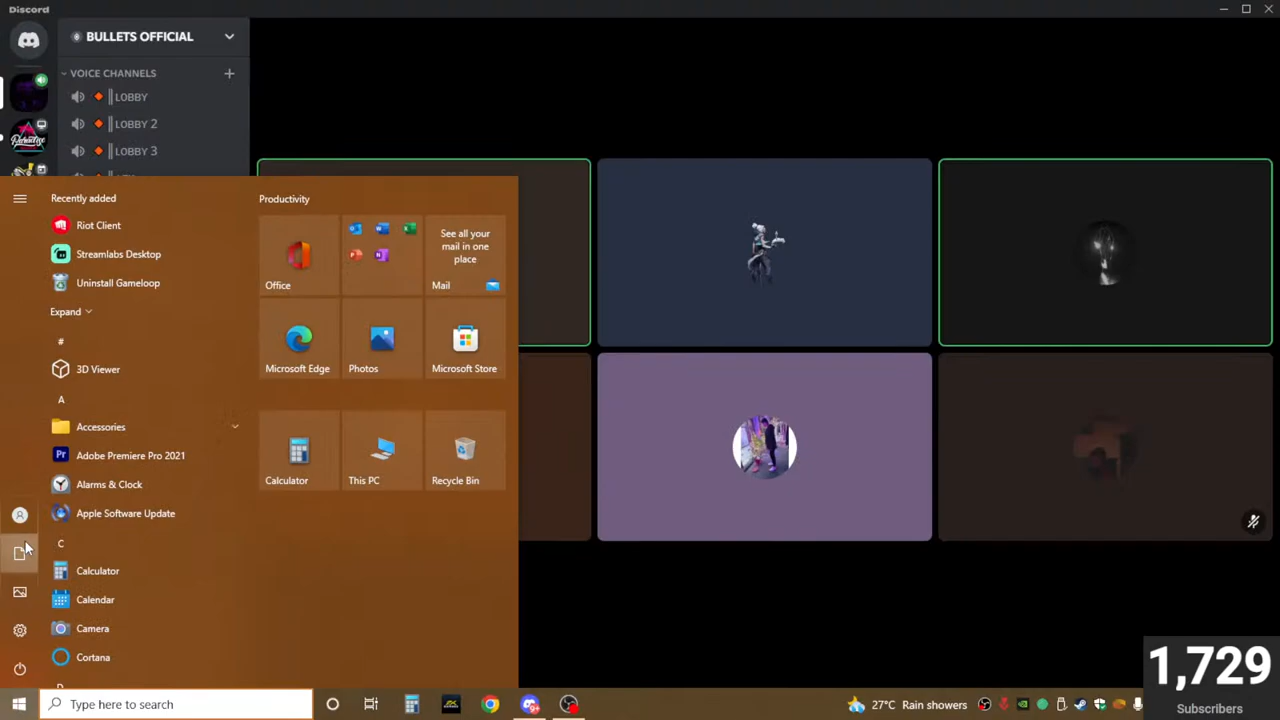 Discord
BULLETS OFFICIAL
VOICE CHANNELS
LOBBY
LOBBY 2
LOBBY 3
Recently added
Riot Client
Streamlabs Desktop
Uninstall Gameloop
Expand
#
3D Viewer
A
Accessories
Adobe Premiere Pro 2021
Alarms & Clock
Apple Software Update
C
Calculator
Calendar
Camera
Cortana
Productivity
Office
See all your
mail in one
place
Mail
Microsoft Edge
Photos
Microsoft Store
Calculator
This PC
Recycle Bin
Type here to search
27°C Rain showers
1,729
Subscribers